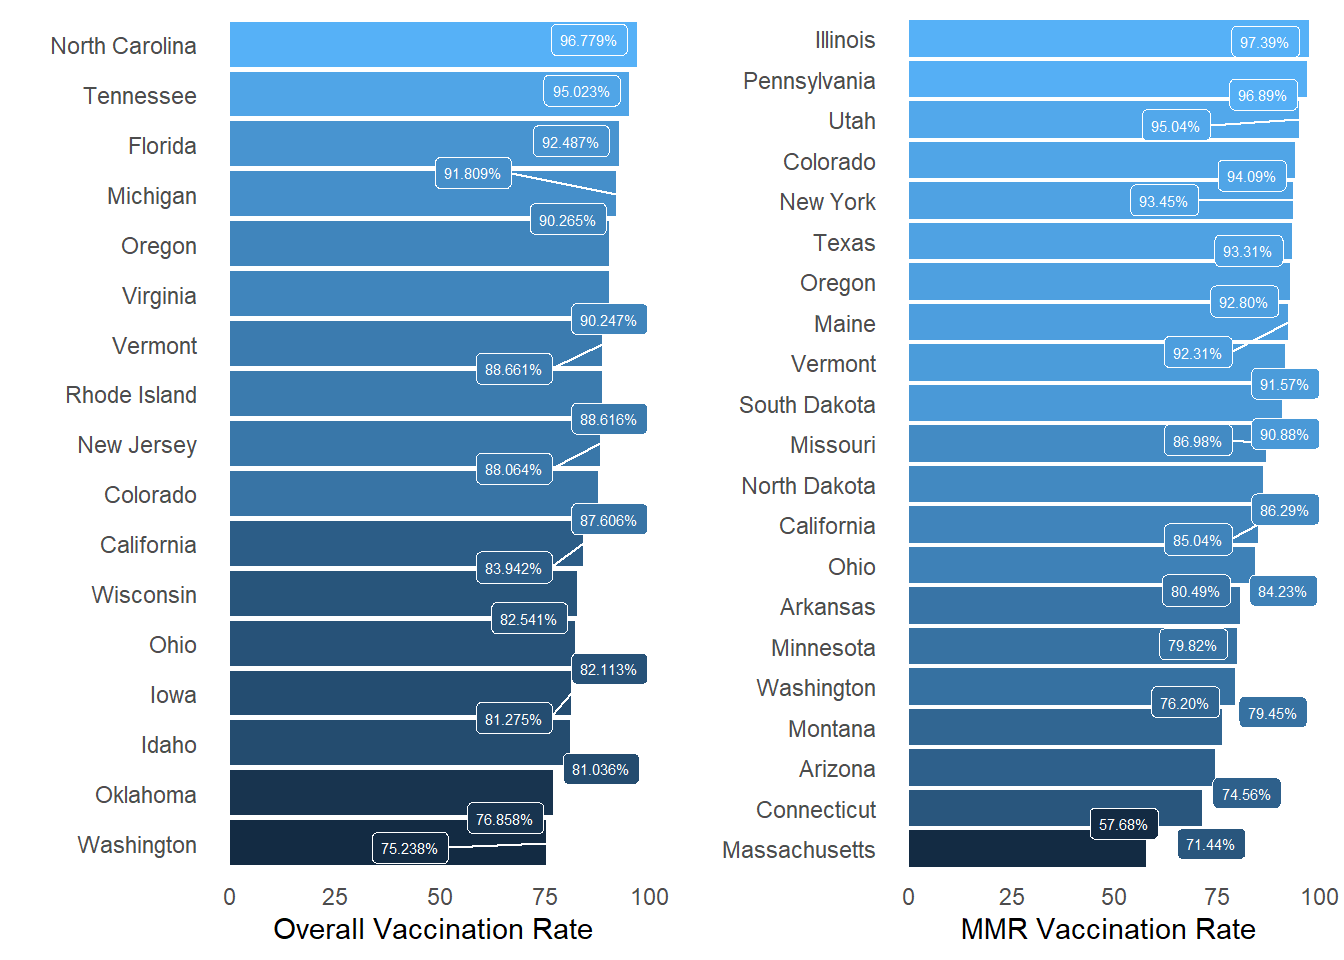 North Carolina 96.779%
Tennessee 95.023%
Florida 92.487%
Michigan 91.809%
Oregon 90.265%
Virginia 90.247%
Vermont 88.661%
Rhode Island 88.616%
New Jersey 88.064%
Colorado 87.606%
California 83.942%
Wisconsin 82.541%
Ohio 82.113%
Iowa 81.275%
Idaho 81.036%
Oklahoma 76.858%
Washington 75.238%
0 25 50 75 100
Overall Vaccination Rate
Illinois 97.39%
Pennsylvania 96.89%
Utah 95.04%
Colorado 94.09%
New York 93.45%
Texas 93.31%
Oregon 92.80%
Maine 92.31%
Vermont 91.57%
South Dakota 90.88%
Missouri 86.98%
North Dakota 86.29%
California 85.04%
Ohio 84.23%
Arkansas 80.49%
Minnesota 79.82%
Washington 79.45%
Montana 76.20%
Arizona 74.56%
Connecticut 71.44%
Massachusetts 57.68%
0 25 50 75 100
MMR Vaccination Rate